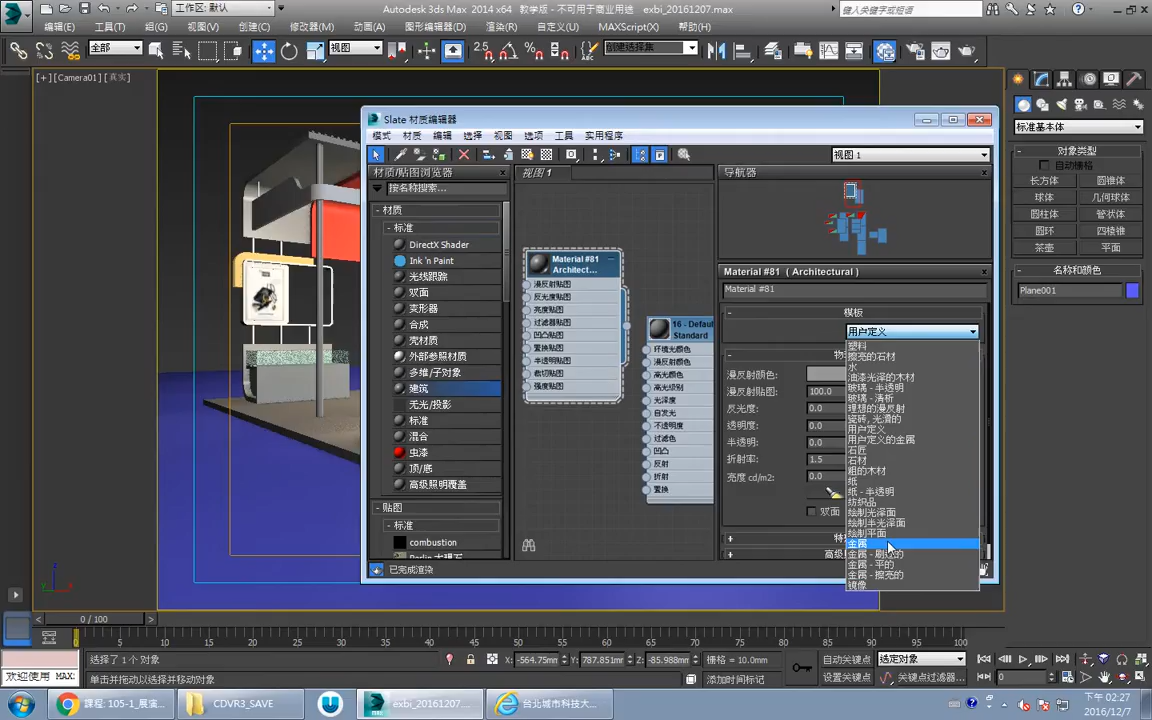 工作区: 默认
Autodesk 3ds Max 2014 x64
教学版 - 不可用于商业用途
exbi_20161207.max
键入关键字或短语
编辑(E)
工具(T)
组(G)
视图(V)
创建(C)
修改器(M)
动画(A)
图形编辑器(D)
渲染(R)
自定义(U)
MAXScript(X)
帮助(H)
全部
视图
2.5
创建选择集
[+] [Camera01] [真实]
Slate 材质编辑器
模式
材质
编辑
选择
视图
选项
工具
实用程序
视图 1
材质/贴图浏览器
按名称搜索...
- 材质
- 标准
DirectX Shader
Ink 'n Paint
光线跟踪
双面
变形器
合成
壳材质
外部参照材质
多维/子对象
建筑
无光/投影
标准
混合
虫漆
顶/底
高级照明覆盖
- 贴图
- 标准
combustion
视图 1
Material #81
Architect...
漫反射贴图
反光度贴图
亮度贴图
过滤器贴图
凹凸贴图
置换贴图
半透明贴图
裁切贴图
强度贴图
16 - Default
Standard
环境光颜色
漫反射颜色
高光颜色
高光级别
光泽度
自发光
不透明度
过滤色
凹凸
反射
折射
置换
导航器
Material #81 ( Architectural )
Material #81
模板
用户定义
漫反射颜色:
漫反射贴图:
100.0
反光度:
0.0
透明度:
0.0
半透明:
0.0
折射率:
1.5
亮度 cd/m2:
0.0
双面
塑料
擦亮的石材
水
油漆光泽的木材
玻璃 - 半透明
玻璃 - 清析
理想的漫反射
瓷砖, 光滑的
用户定义
用户定义的金属
石匠
石材
粗的木材
纸
纸 - 半透明
纺织品
绘制光泽面
绘制半光泽面
绘制平面
金属
金属 - 平的
金属 - 擦亮的
镜像
已完成渲染
标准基本体
- 对象类型
自动栅格
长方体
圆锥体
球体
几何球体
圆柱体
管状体
圆环
四棱锥
茶壶
平面
- 名称和颜色
Plane001
0 / 100
0
5
10
15
20
25
30
35
40
45
50
55
60
65
70
75
80
85
90
95
100
选择了 1 个 对象
X: -564.75mm
Y: 787.851mm
Z: -85.988mm
栅格 = 10.0mm
自动关键点
选定对象
欢迎使用 MAX:
单击并拖动以选择并移动对象
添加时间标记
设置关键点
关键点过滤器...
0
課程: 105-1_展演...
CDVR3_SAVE
exbi_20161207....
台北城市科技大...
下午 02:27
2016/12/7